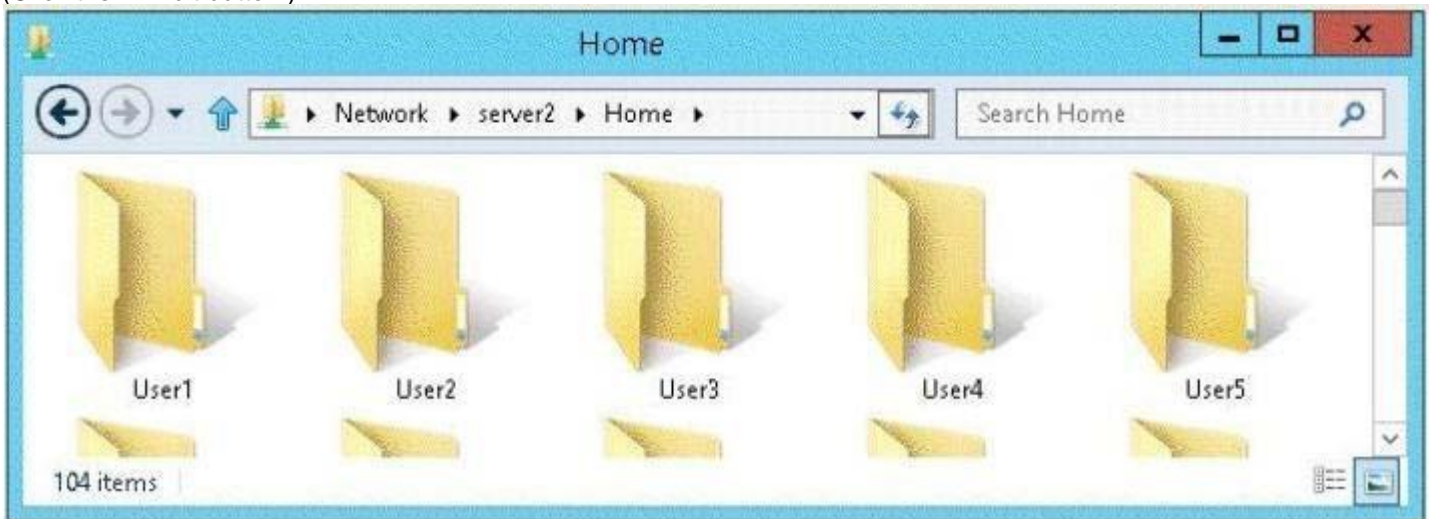 Home
Network ▸ server2 ▸ Home ▸
Search Home
User1 User2 User3 User4 User5
104 items